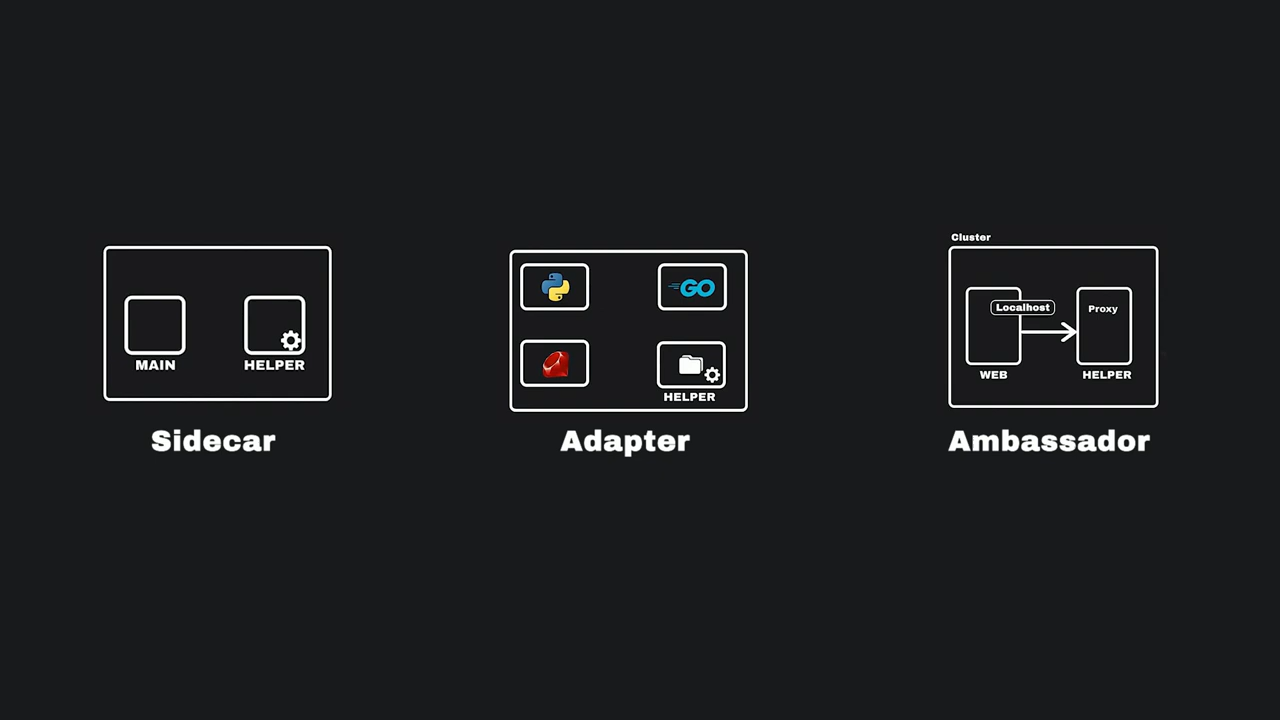 MAIN
HELPER
Sidecar
GO
HELPER
Adapter
Cluster
Localhost
Proxy
WEB
HELPER
Ambassador